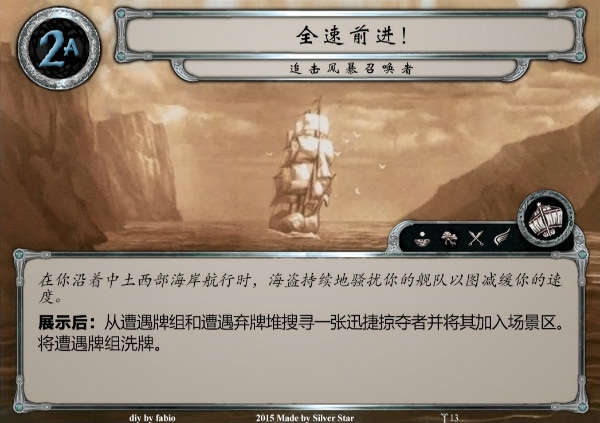 全速前进！
追击风暴召唤者
2A
在你沿着中土西部海岸航行时，海盗持续地骚扰你的舰队以图减缓你的速
度。
展示后：从遭遇牌组和遭遇弃牌堆搜寻一张迅捷掠夺者并将其加入场景区。
将遭遇牌组洗牌。
diy by fabio
2015 Made by Silver Star
13